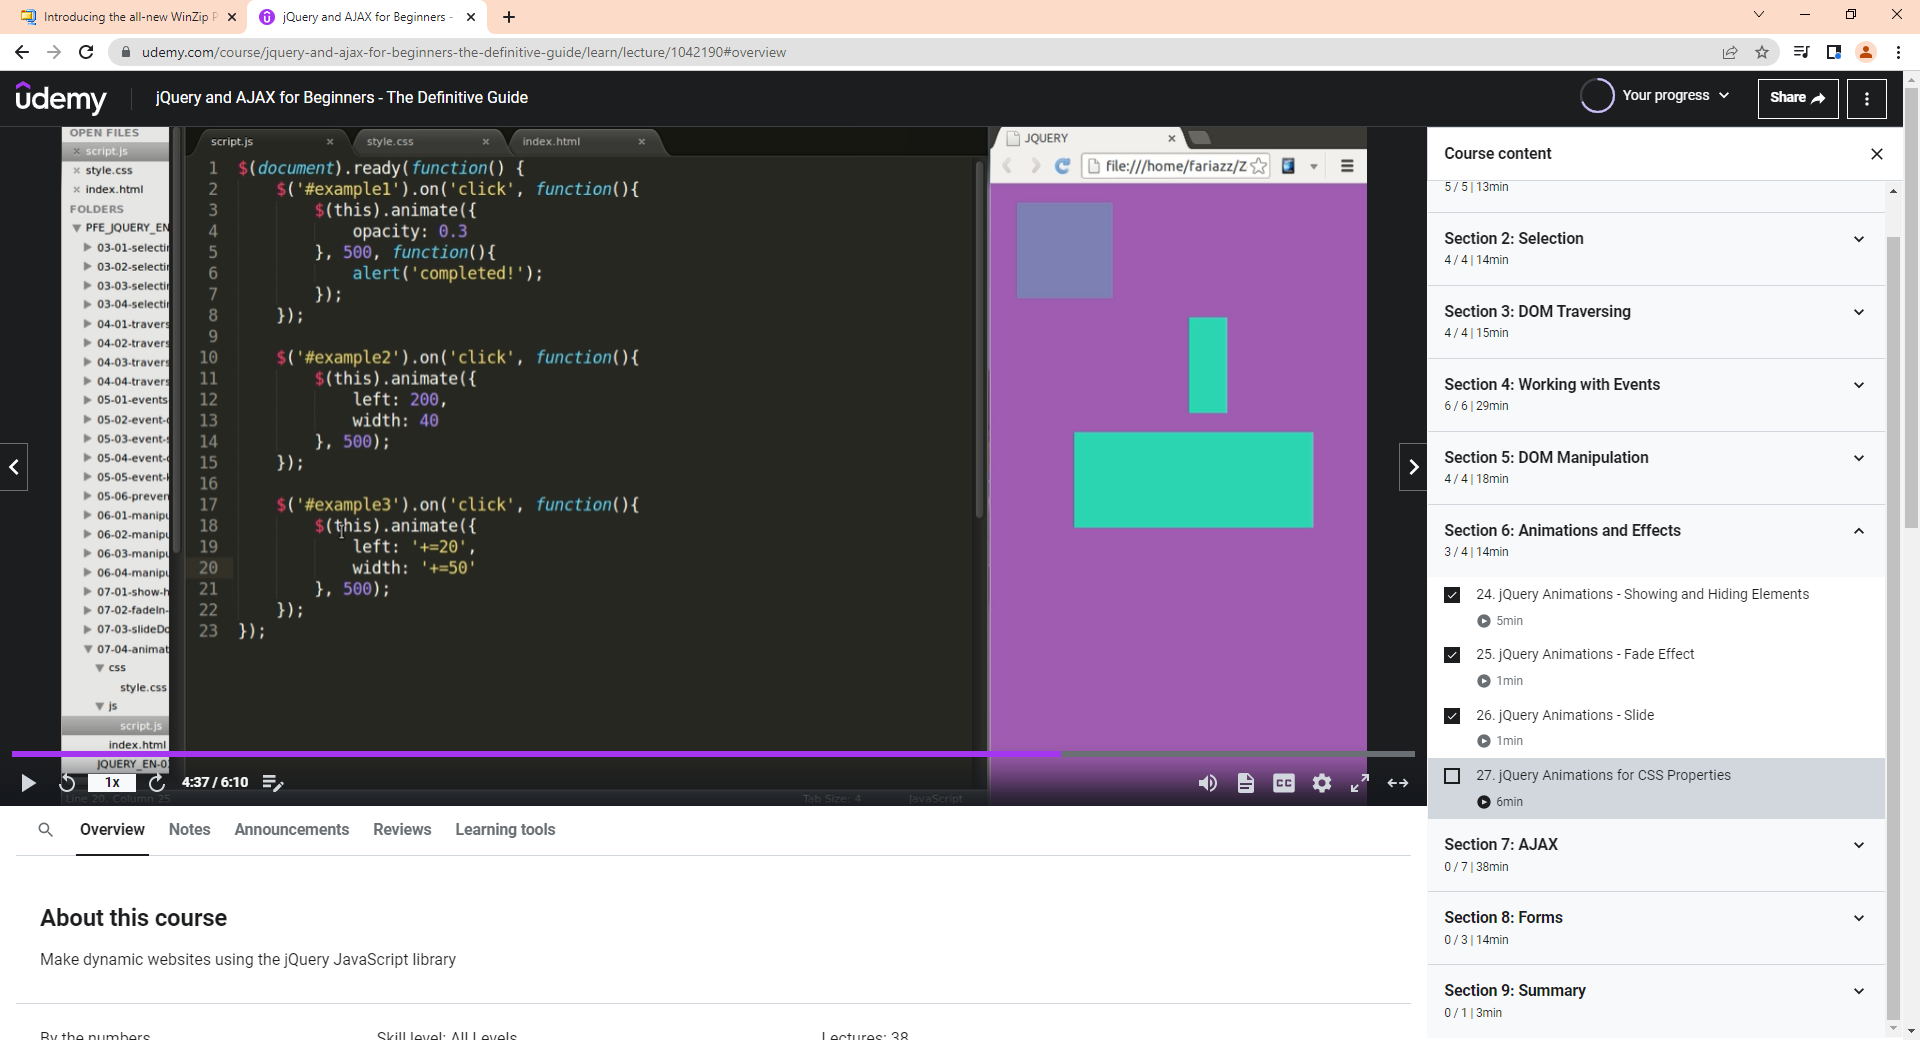 Introducing the all-new WinZip P
jQuery and AJAX for Beginners -
udemy.com/course/jquery-and-ajax-for-beginners-the-definitive-guide/learn/lecture/1042190#overview
udemy
jQuery and AJAX for Beginners - The Definitive Guide
Your progress
Share
OPEN FILES
script.js
style.css
index.html
FOLDERS
PFE_JQUERY_EN
03-01-selectin
03-02-selectin
03-03-selectin
03-04-selectin
04-01-travers
04-02-travers
04-03-travers
04-04-travers
05-01-events-
05-02-event-
05-03-event-s
05-04-event-
05-05-event-
05-06-preven
06-01-manipu
06-02-manipu
06-03-manipu
06-04-manipu
07-01-show-h
07-02-fadeIn-
07-03-slideDo
07-04-animat
css
style.css
js
script.js
index.html
JQUERY_EN-0
script.js
style.css
index.html
1 $(document).ready(function() {
2 $('#example1').on('click', function(){
3 $(this).animate({
4 opacity: 0.3
5 }, 500, function(){
6 alert('completed!');
7 });
8 });
9
10 $('#example2').on('click', function(){
11 $(this).animate({
12 left: 200,
13 width: 40
14 }, 500);
15 });
16
17 $('#example3').on('click', function(){
18 $(this).animate({
19 left: '+=20',
20 width: '+=50'
21 }, 500);
22 });
23 });
Line 20, Column 25
Tab Size: 4
JavaScript
JQUERY
file:///home/fariazz/Z
1x
4:37 / 6:10
CC
Course content
5 / 5 | 13min
Section 2: Selection
4 / 4 | 14min
Section 3: DOM Traversing
4 / 4 | 15min
Section 4: Working with Events
6 / 6 | 29min
Section 5: DOM Manipulation
4 / 4 | 18min
Section 6: Animations and Effects
3 / 4 | 14min
24. jQuery Animations - Showing and Hiding Elements
5min
25. jQuery Animations - Fade Effect
1min
26. jQuery Animations - Slide
1min
27. jQuery Animations for CSS Properties
6min
Section 7: AJAX
0 / 7 | 38min
Section 8: Forms
0 / 3 | 14min
Section 9: Summary
0 / 1 | 3min
Overview
Notes
Announcements
Reviews
Learning tools
About this course
Make dynamic websites using the jQuery JavaScript library
By the numbers
Skill level: All Levels
Lectures: 38